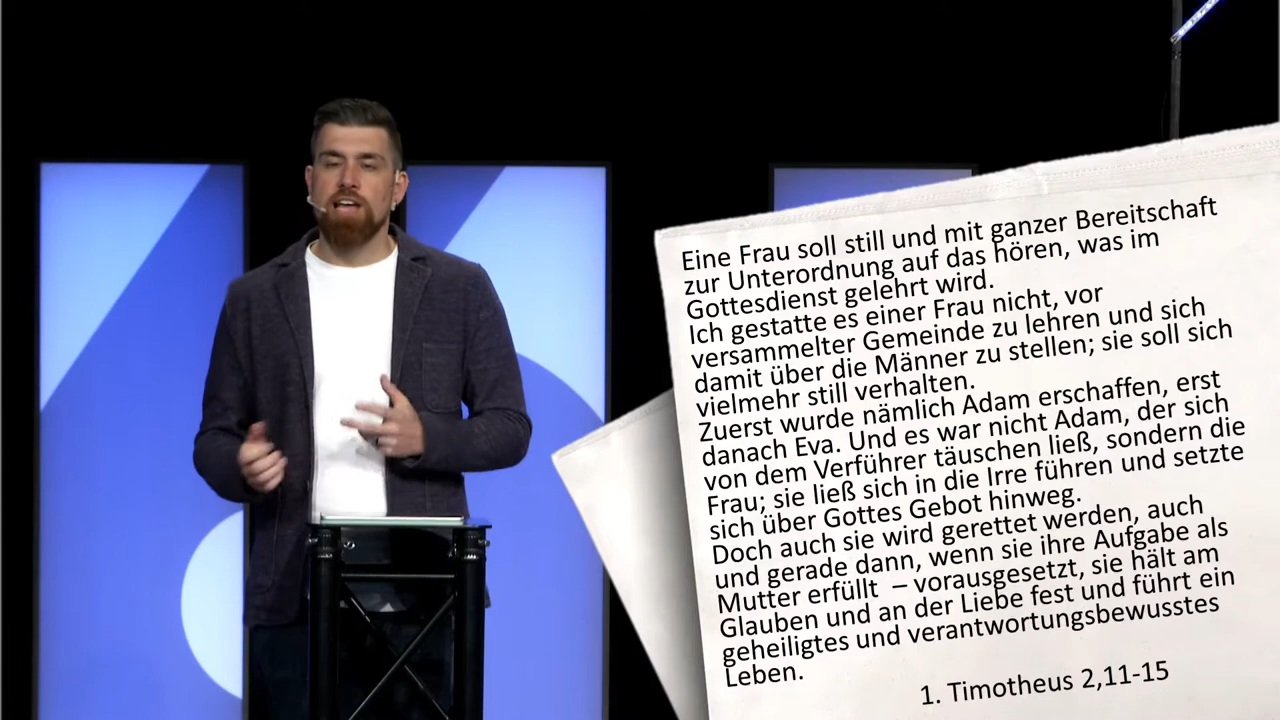 Eine Frau soll still und mit ganzer Bereitschaft
zur Unterordnung auf das hören, was im
Gottesdienst gelehrt wird.
Ich gestatte es einer Frau nicht, vor
versammelter Gemeinde zu lehren und sich
damit über die Männer zu stellen; sie soll sich
vielmehr still verhalten.
Zuerst wurde nämlich Adam erschaffen, erst
danach Eva. Und es war nicht Adam, der sich
von dem Verführer täuschen ließ, sondern die
Frau; sie ließ sich in die Irre führen und setzte
sich über Gottes Gebot hinweg.
Doch auch sie wird gerettet werden, auch
und gerade dann, wenn sie ihre Aufgabe als
Mutter erfüllt – vorausgesetzt, sie hält am
Glauben und an der Liebe fest und führt ein
geheiligtes und verantwortungsbewusstes
Leben.
1. Timotheus 2,11-15